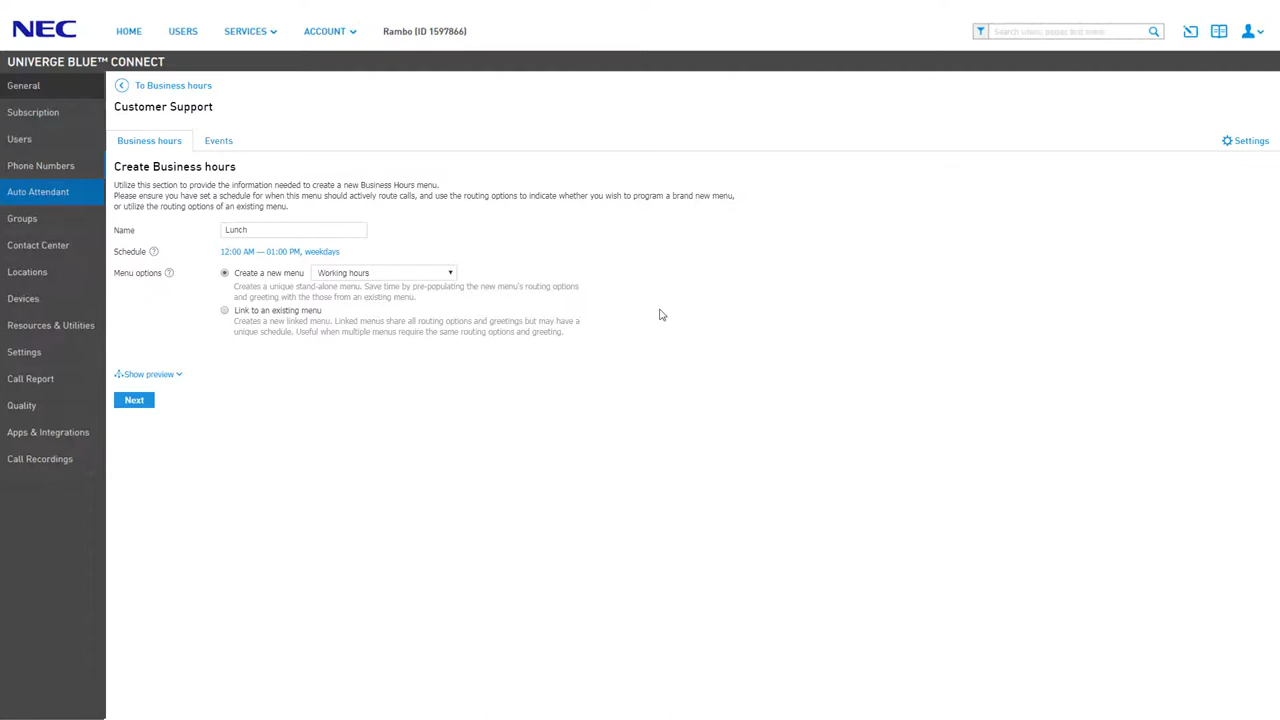 NEC
HOME USERS SERVICES ACCOUNT Rambo (ID 1597866)
UNIVERGE BLUE™ CONNECT
General
Subscription
Users
Phone Numbers
Auto Attendant
Groups
Contact Center
Locations
Devices
Resources & Utilities
Settings
Call Report
Quality
Apps & Integrations
Call Recordings
To Business hours
Customer Support
Business hours Events Settings
Create Business hours
Utilize this section to provide the information needed to create a new Business Hours menu.
Please ensure you have set a schedule for when this menu should actively route calls, and use the routing options to indicate whether you wish to program a brand new menu,
or utilize the routing options of an existing menu.
Name Lunch
Schedule ? 12:00 AM — 01:00 PM, weekdays
Menu options ? Create a new menu Working hours
Creates a unique stand-alone menu. Save time by pre-populating the new menu's routing options
and greeting with the those from an existing menu.
Link to an existing menu
Creates a new linked menu. Linked menus share all routing options and greetings but may have a
unique schedule. Useful when multiple menus require the same routing options and greeting.
Show preview
Next